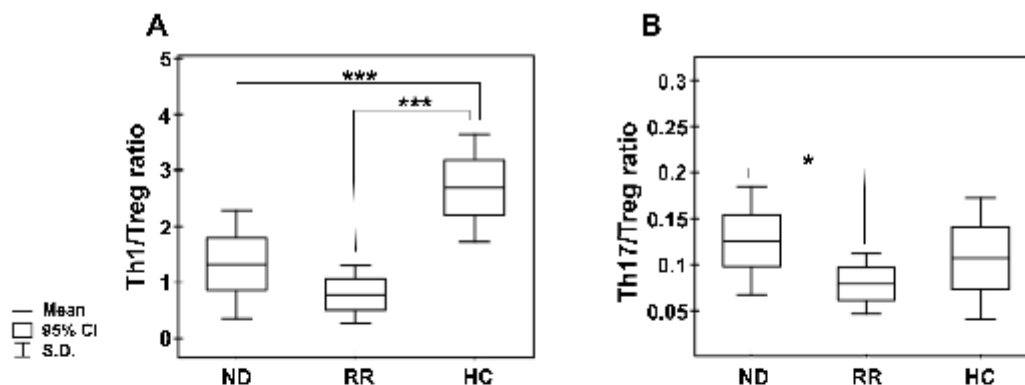 A
Th1/Treg ratio
5
4
3
2
1
0
***
***
ND RR HC
Mean
95% CI
S.D.
B
Th17/Treg ratio
0.3
0.25
0.2
0.15
0.1
0.05
*
ND RR HC